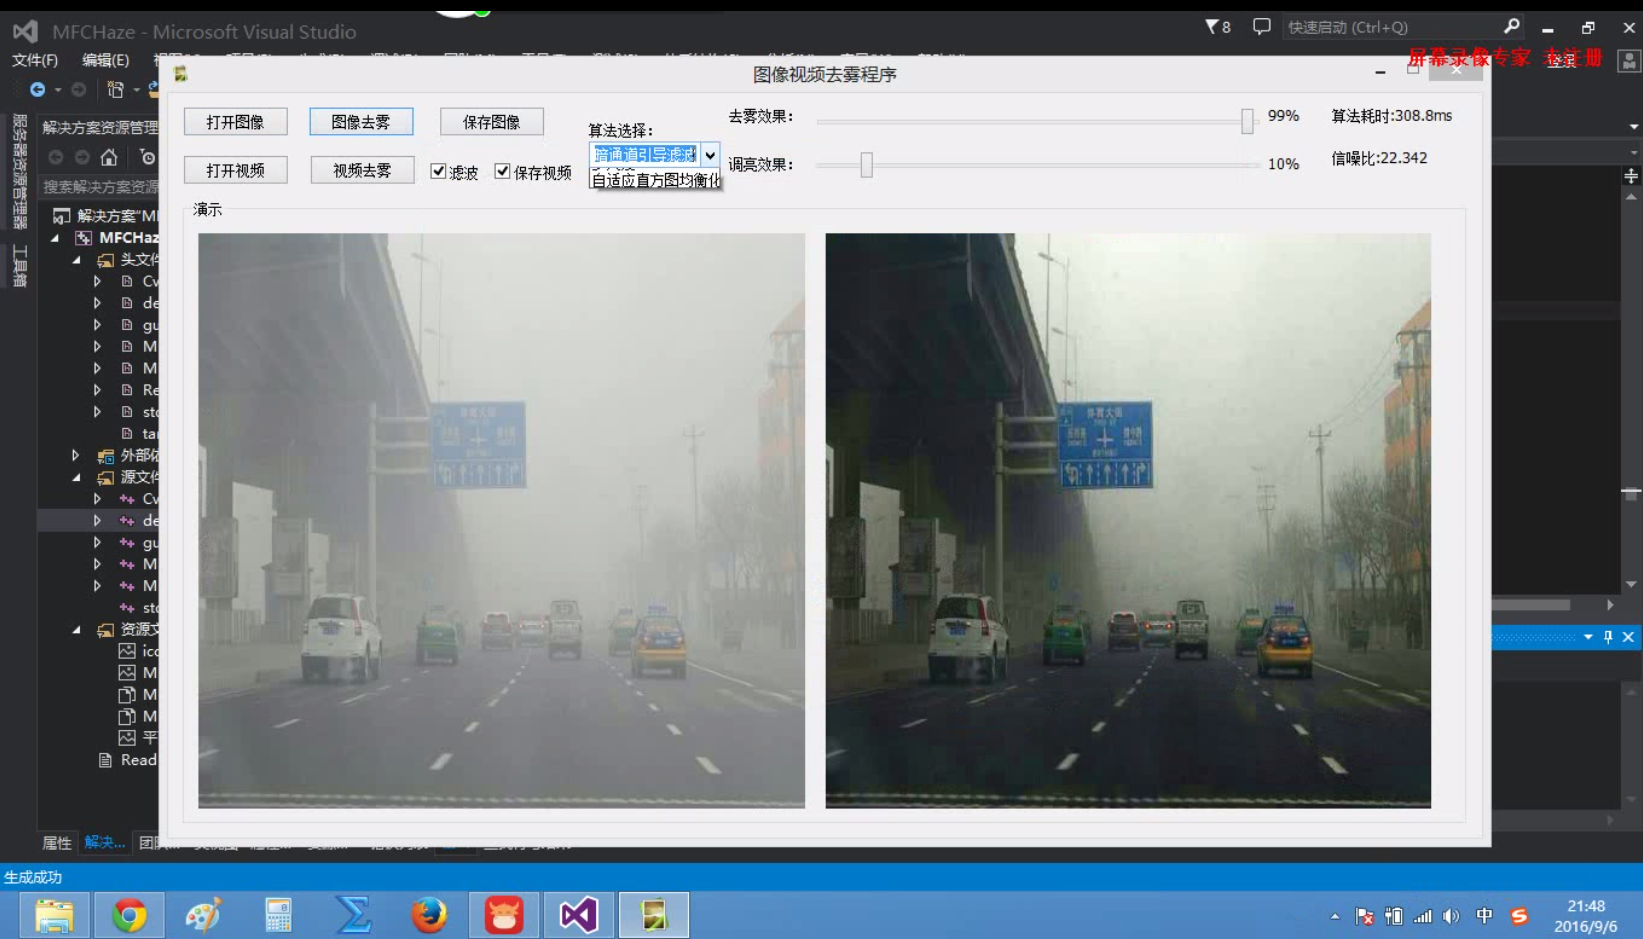 MFCHaze - Microsoft Visual Studio
8
快速启动 (Ctrl+Q)
文件(F) 编辑(E)
屏幕录像专家 未注册
图像视频去雾程序
打开图像
图像去雾
保存图像
算法选择:
去雾效果:
99%
算法耗时:308.8ms
打开视频
视频去雾
滤波
保存视频
暗通道引导滤波
自适应直方图均衡化
调亮效果:
10%
信噪比:22.342
演示
服务器资源管理器
工具箱
解决方案资源管理
搜索解决方案资源
解决方案"MF
MFCHaz
头文件
Cv
de
gu
M
M
Re
std
tar
外部依
源文件
Cv
de
gu
M
M
std
资源文
ico
M
M
M
平
Read
属性
解决...
生成成功
中
21:48
2016/9/6